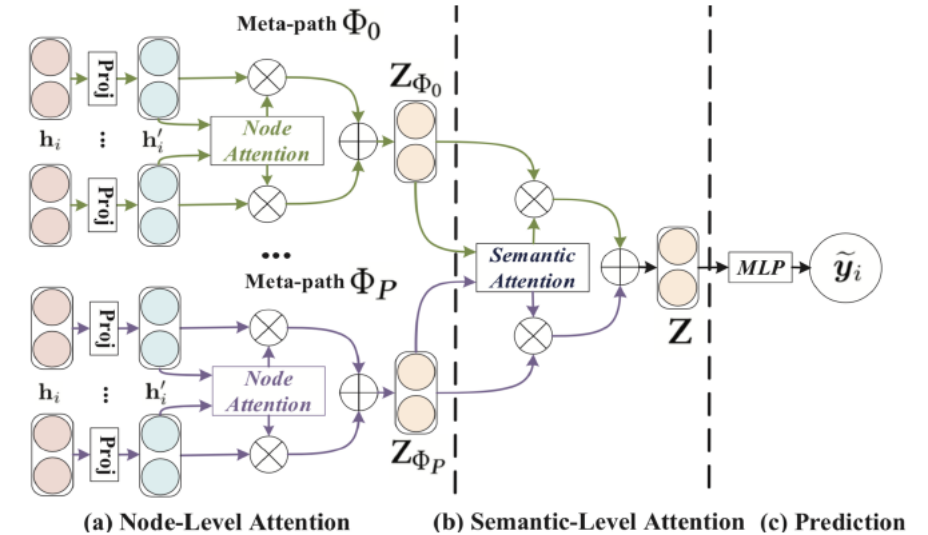 Meta-path Φ₀
Proj
h_i ... h'_i
Node
Attention
Proj
Z_Φ₀
...
Meta-path Φ_P
Proj
h_i ... h'_i
Node
Attention
Proj
Z_Φ_P
Semantic
Attention
Z
MLP
ỹ_i
(a) Node-Level Attention (b) Semantic-Level Attention (c) Prediction